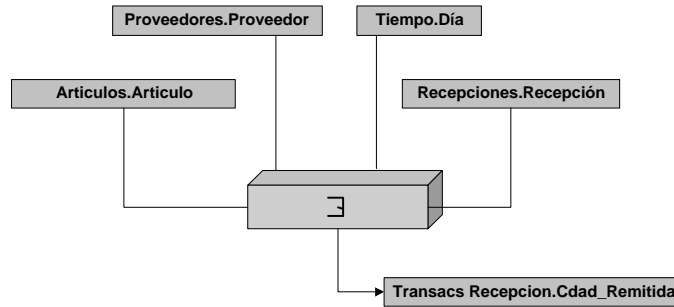 Proveedores.Proveedor
Tiempo.Día
Articulos.Articulo
Recepciones.Recepción
Transacs Recepcion.Cdad_Remitida